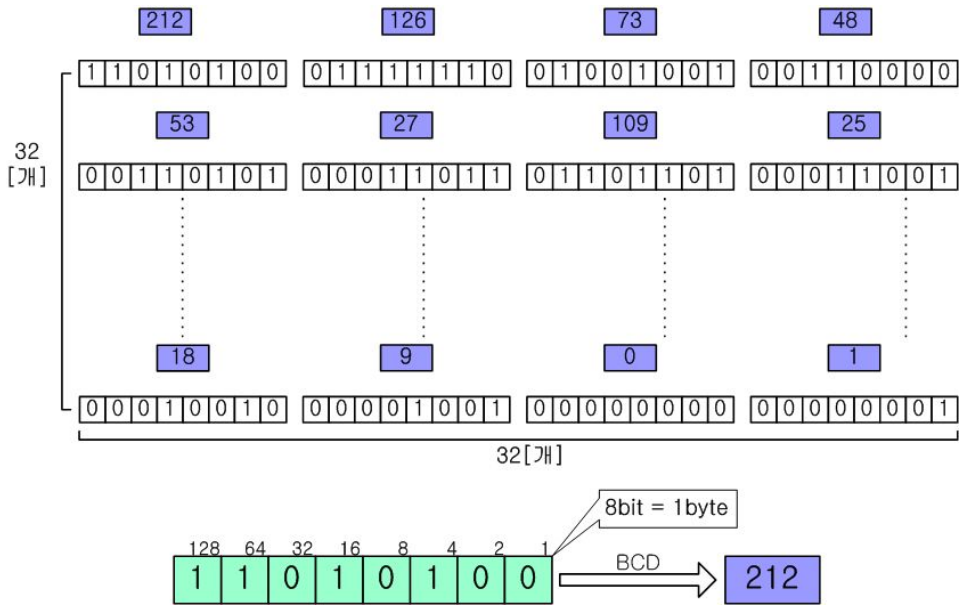 212 126 73 48
1 1 0 1 0 1 0 0 0 1 1 1 1 1 1 0 0 1 0 0 1 0 0 1 0 0 1 1 0 0 0 0
53 27 109 25
32
[개]
0 0 1 1 0 1 0 1 0 0 0 1 1 0 1 1 0 1 1 0 1 1 0 1 0 0 0 1 1 0 0 1
18 9 0 1
0 0 0 1 0 0 1 0 0 0 0 0 1 0 0 1 0 0 0 0 0 0 0 0 0 0 0 0 0 0 0 1
32[개]
8bit = 1byte
128 64 32 16 8 4 2 1
1 1 0 1 0 1 0 0
BCD
212